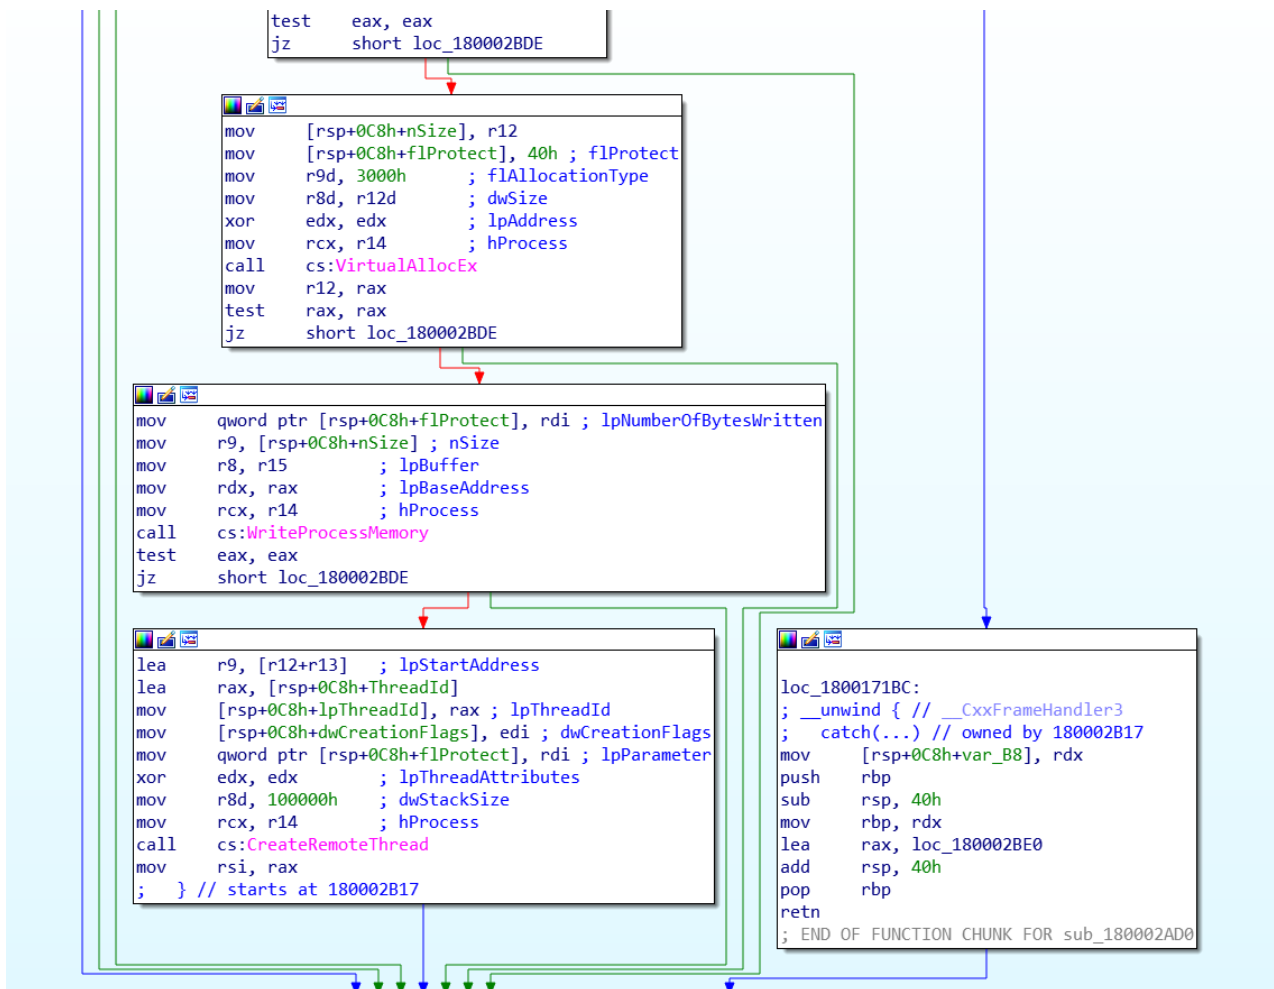 test eax, eax
jz short loc_180002BDE
mov [rsp+0C8h+nSize], r12
mov [rsp+0C8h+flProtect], 40h ; flProtect
mov r9d, 3000h ; flAllocationType
mov r8d, r12d ; dwSize
xor edx, edx ; lpAddress
mov rcx, r14 ; hProcess
call cs:VirtualAllocEx
mov r12, rax
test rax, rax
jz short loc_180002BDE
mov qword ptr [rsp+0C8h+flProtect], rdi ; lpNumberOfBytesWritten
mov r9, [rsp+0C8h+nSize] ; nSize
mov r8, r15 ; lpBuffer
mov rdx, rax ; lpBaseAddress
mov rcx, r14 ; hProcess
call cs:WriteProcessMemory
test eax, eax
jz short loc_180002BDE
lea r9, [r12+r13] ; lpStartAddress
lea rax, [rsp+0C8h+ThreadId]
mov [rsp+0C8h+lpThreadId], rax ; lpThreadId
mov [rsp+0C8h+dwCreationFlags], edi ; dwCreationFlags
mov qword ptr [rsp+0C8h+flProtect], rdi ; lpParameter
xor edx, edx ; lpThreadAttributes
mov r8d, 100000h ; dwStackSize
mov rcx, r14 ; hProcess
call cs:CreateRemoteThread
mov rsi, rax
; } // starts at 180002B17
loc_1800171BC:
; __unwind { // __CxxFrameHandler3
; catch(...) // owned by 180002B17
mov [rsp+0C8h+var_B8], rdx
push rbp
sub rsp, 40h
mov rbp, rdx
lea rax, loc_180002BE0
add rsp, 40h
pop rbp
retn
; END OF FUNCTION CHUNK FOR sub_180002AD0